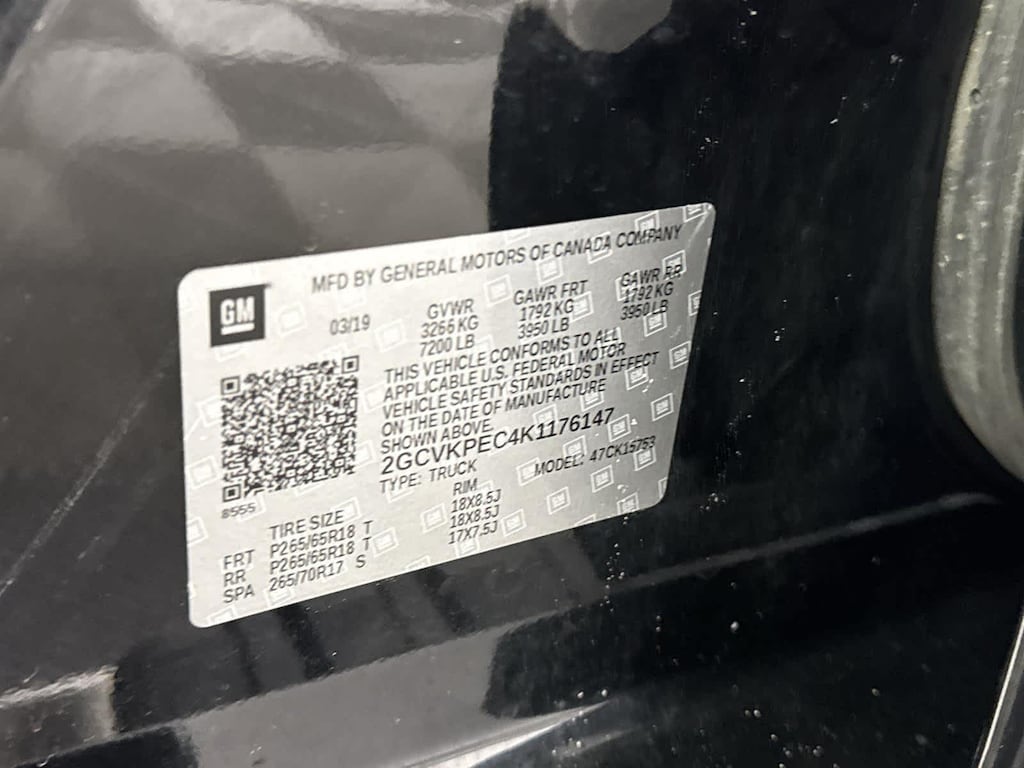 MFD BY GENERAL MOTORS OF CANADA COMPANY
GM
03/19
GVWR GAWR FRT GAWR RR
3266 KG 1792 KG 1792 KG
7200 LB 3950 LB 3950 LB
THIS VEHICLE CONFORMS TO ALL
APPLICABLE U.S. FEDERAL MOTOR
VEHICLE SAFETY STANDARDS IN EFFECT
ON THE DATE OF MANUFACTURE
SHOWN ABOVE.
2GCVKPEC4K1176147
TYPE: TRUCK MODEL: 47CK15753
8555
TIRE SIZE RIM
FRT P265/65R18 T 18X8.5J
RR P265/65R18 T 18X8.5J
SPA 265/70R17 S 17X7.5J